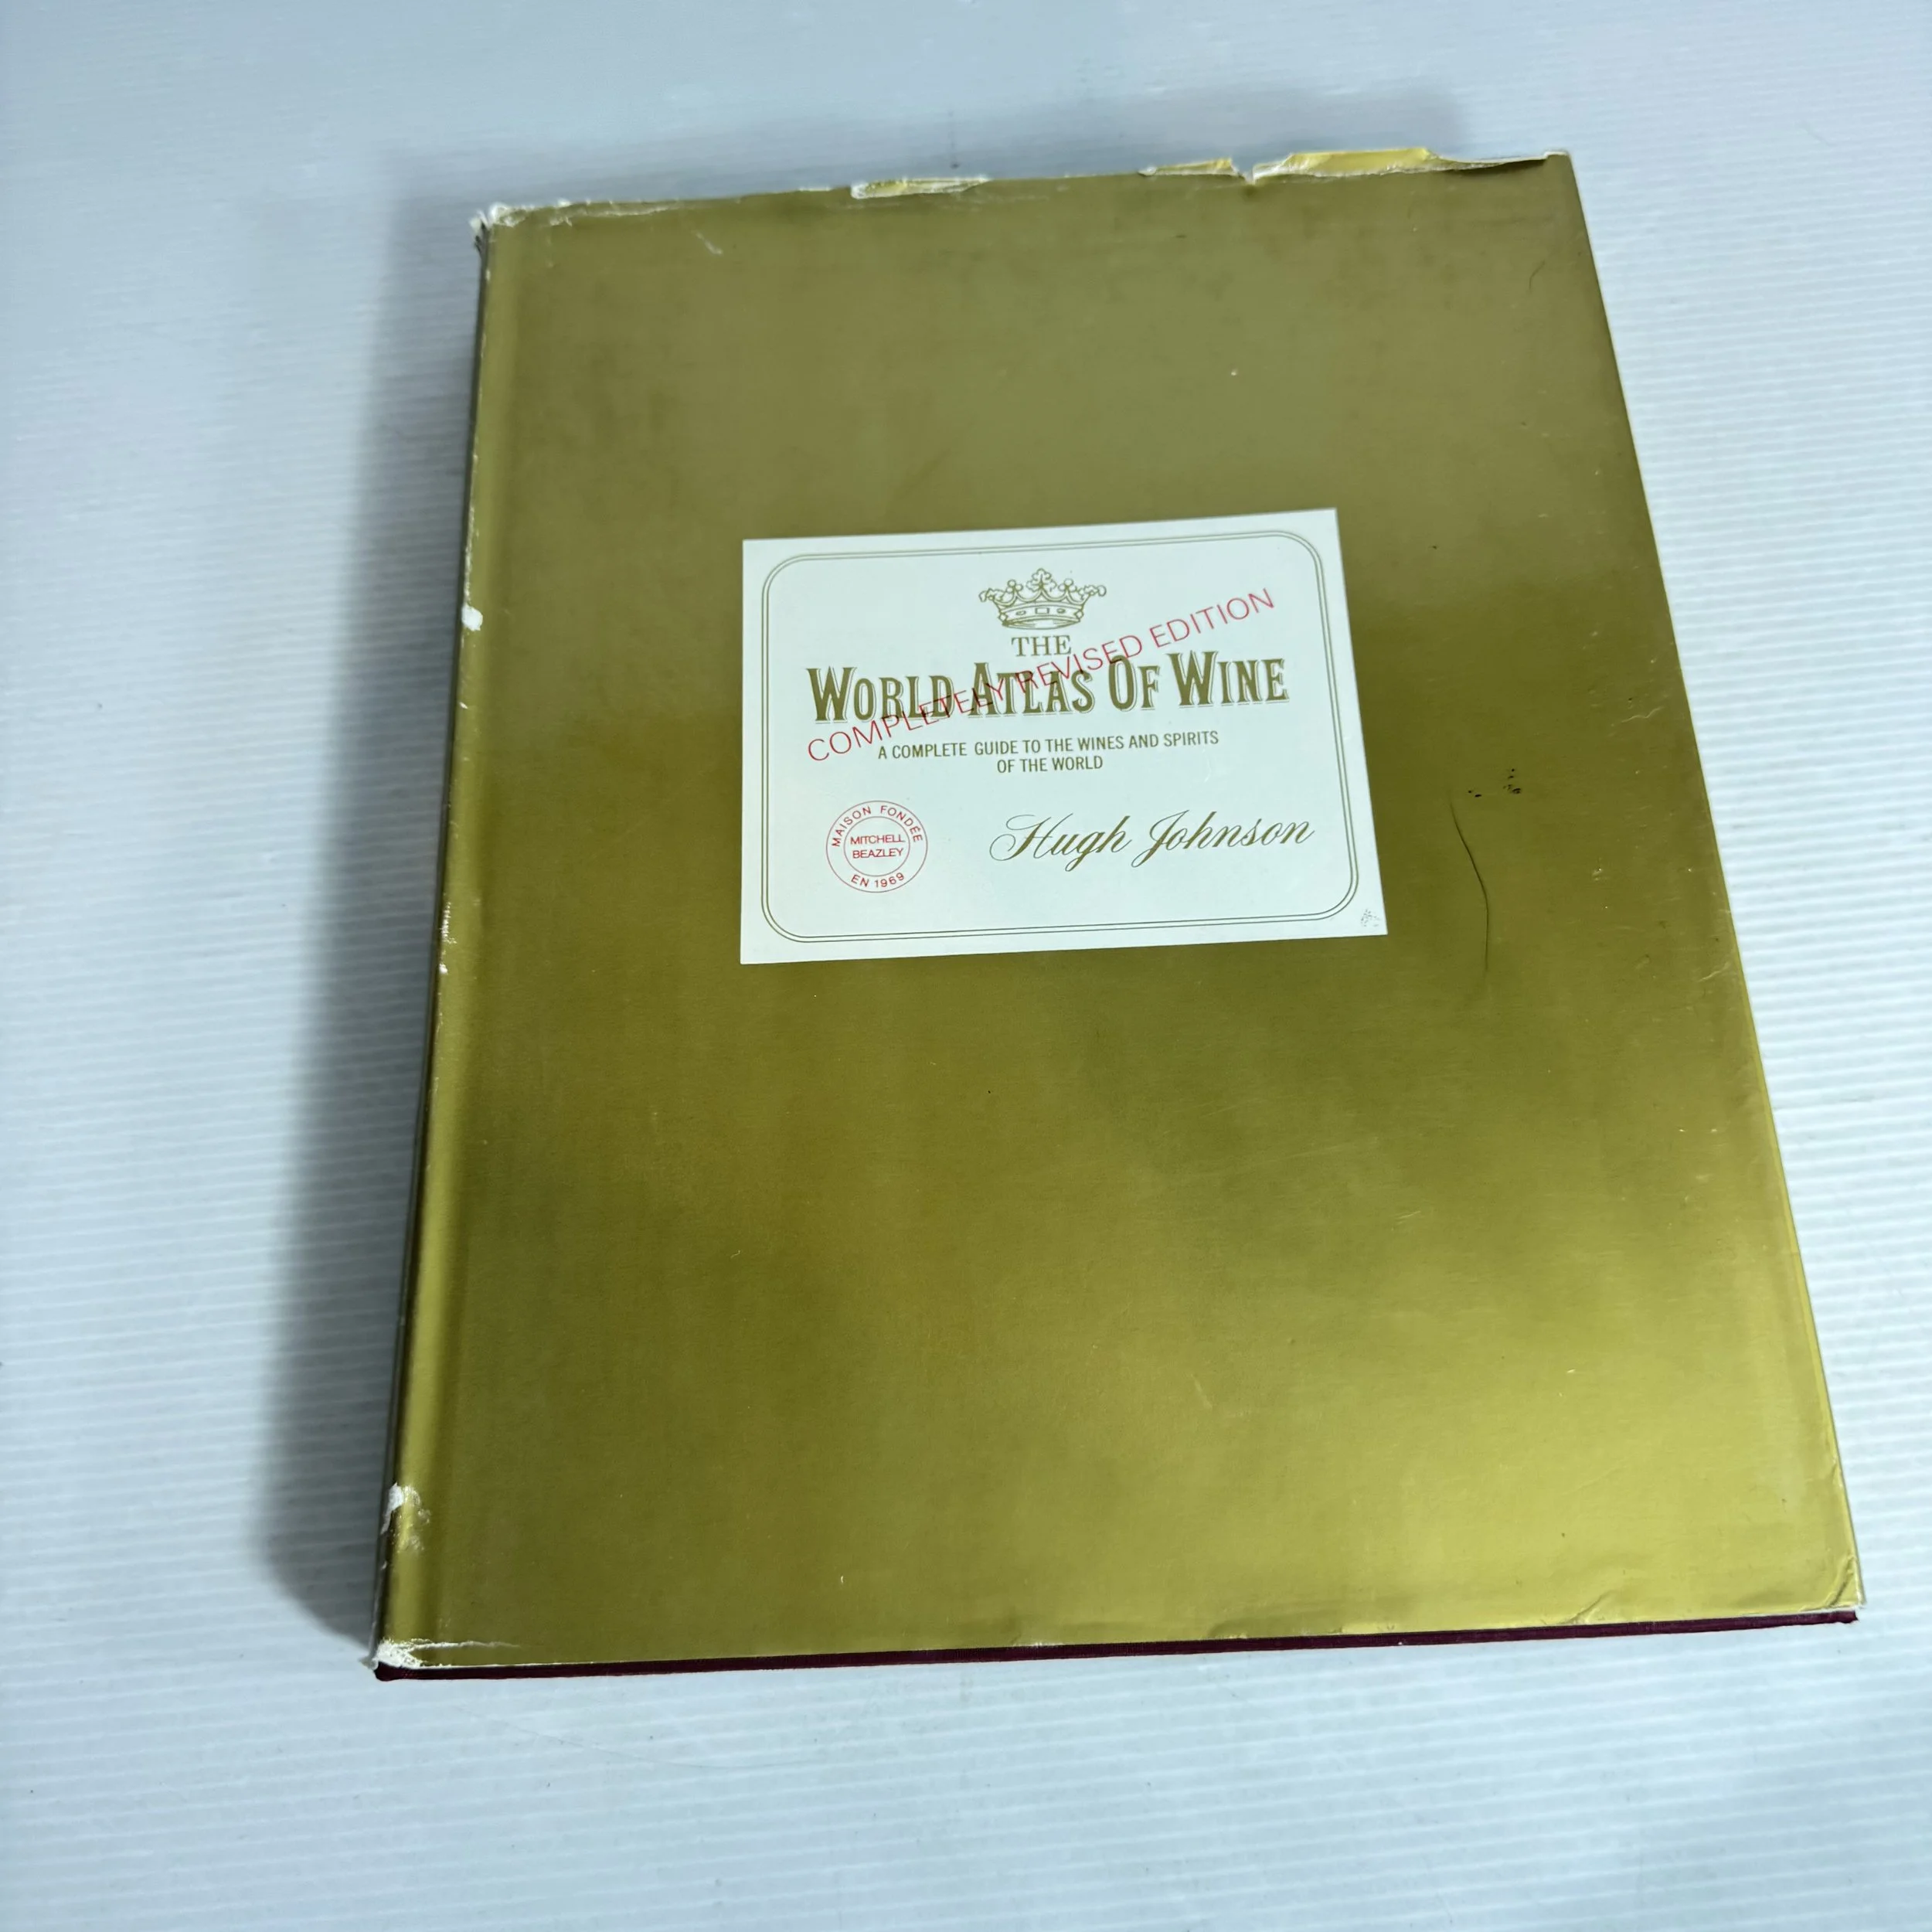 THE
WORLD ATLAS OF WINE
COMPLETELY REVISED EDITION
A COMPLETE GUIDE TO THE WINES AND SPIRITS
OF THE WORLD
MAISON FONDÉE
MITCHELL
BEAZLEY
EN 1969
Hugh Johnson